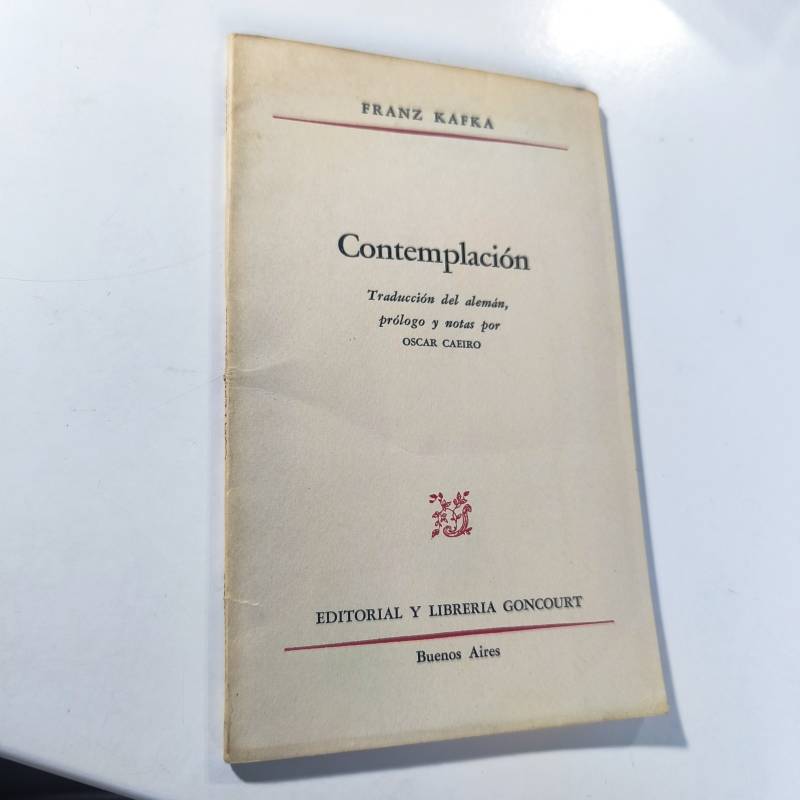 FRANZ KAFKA
Contemplación
Traducción del alemán,
prólogo y notas por
OSCAR CAEIRO
EDITORIAL Y LIBRERIA GONCOURT
Buenos Aires